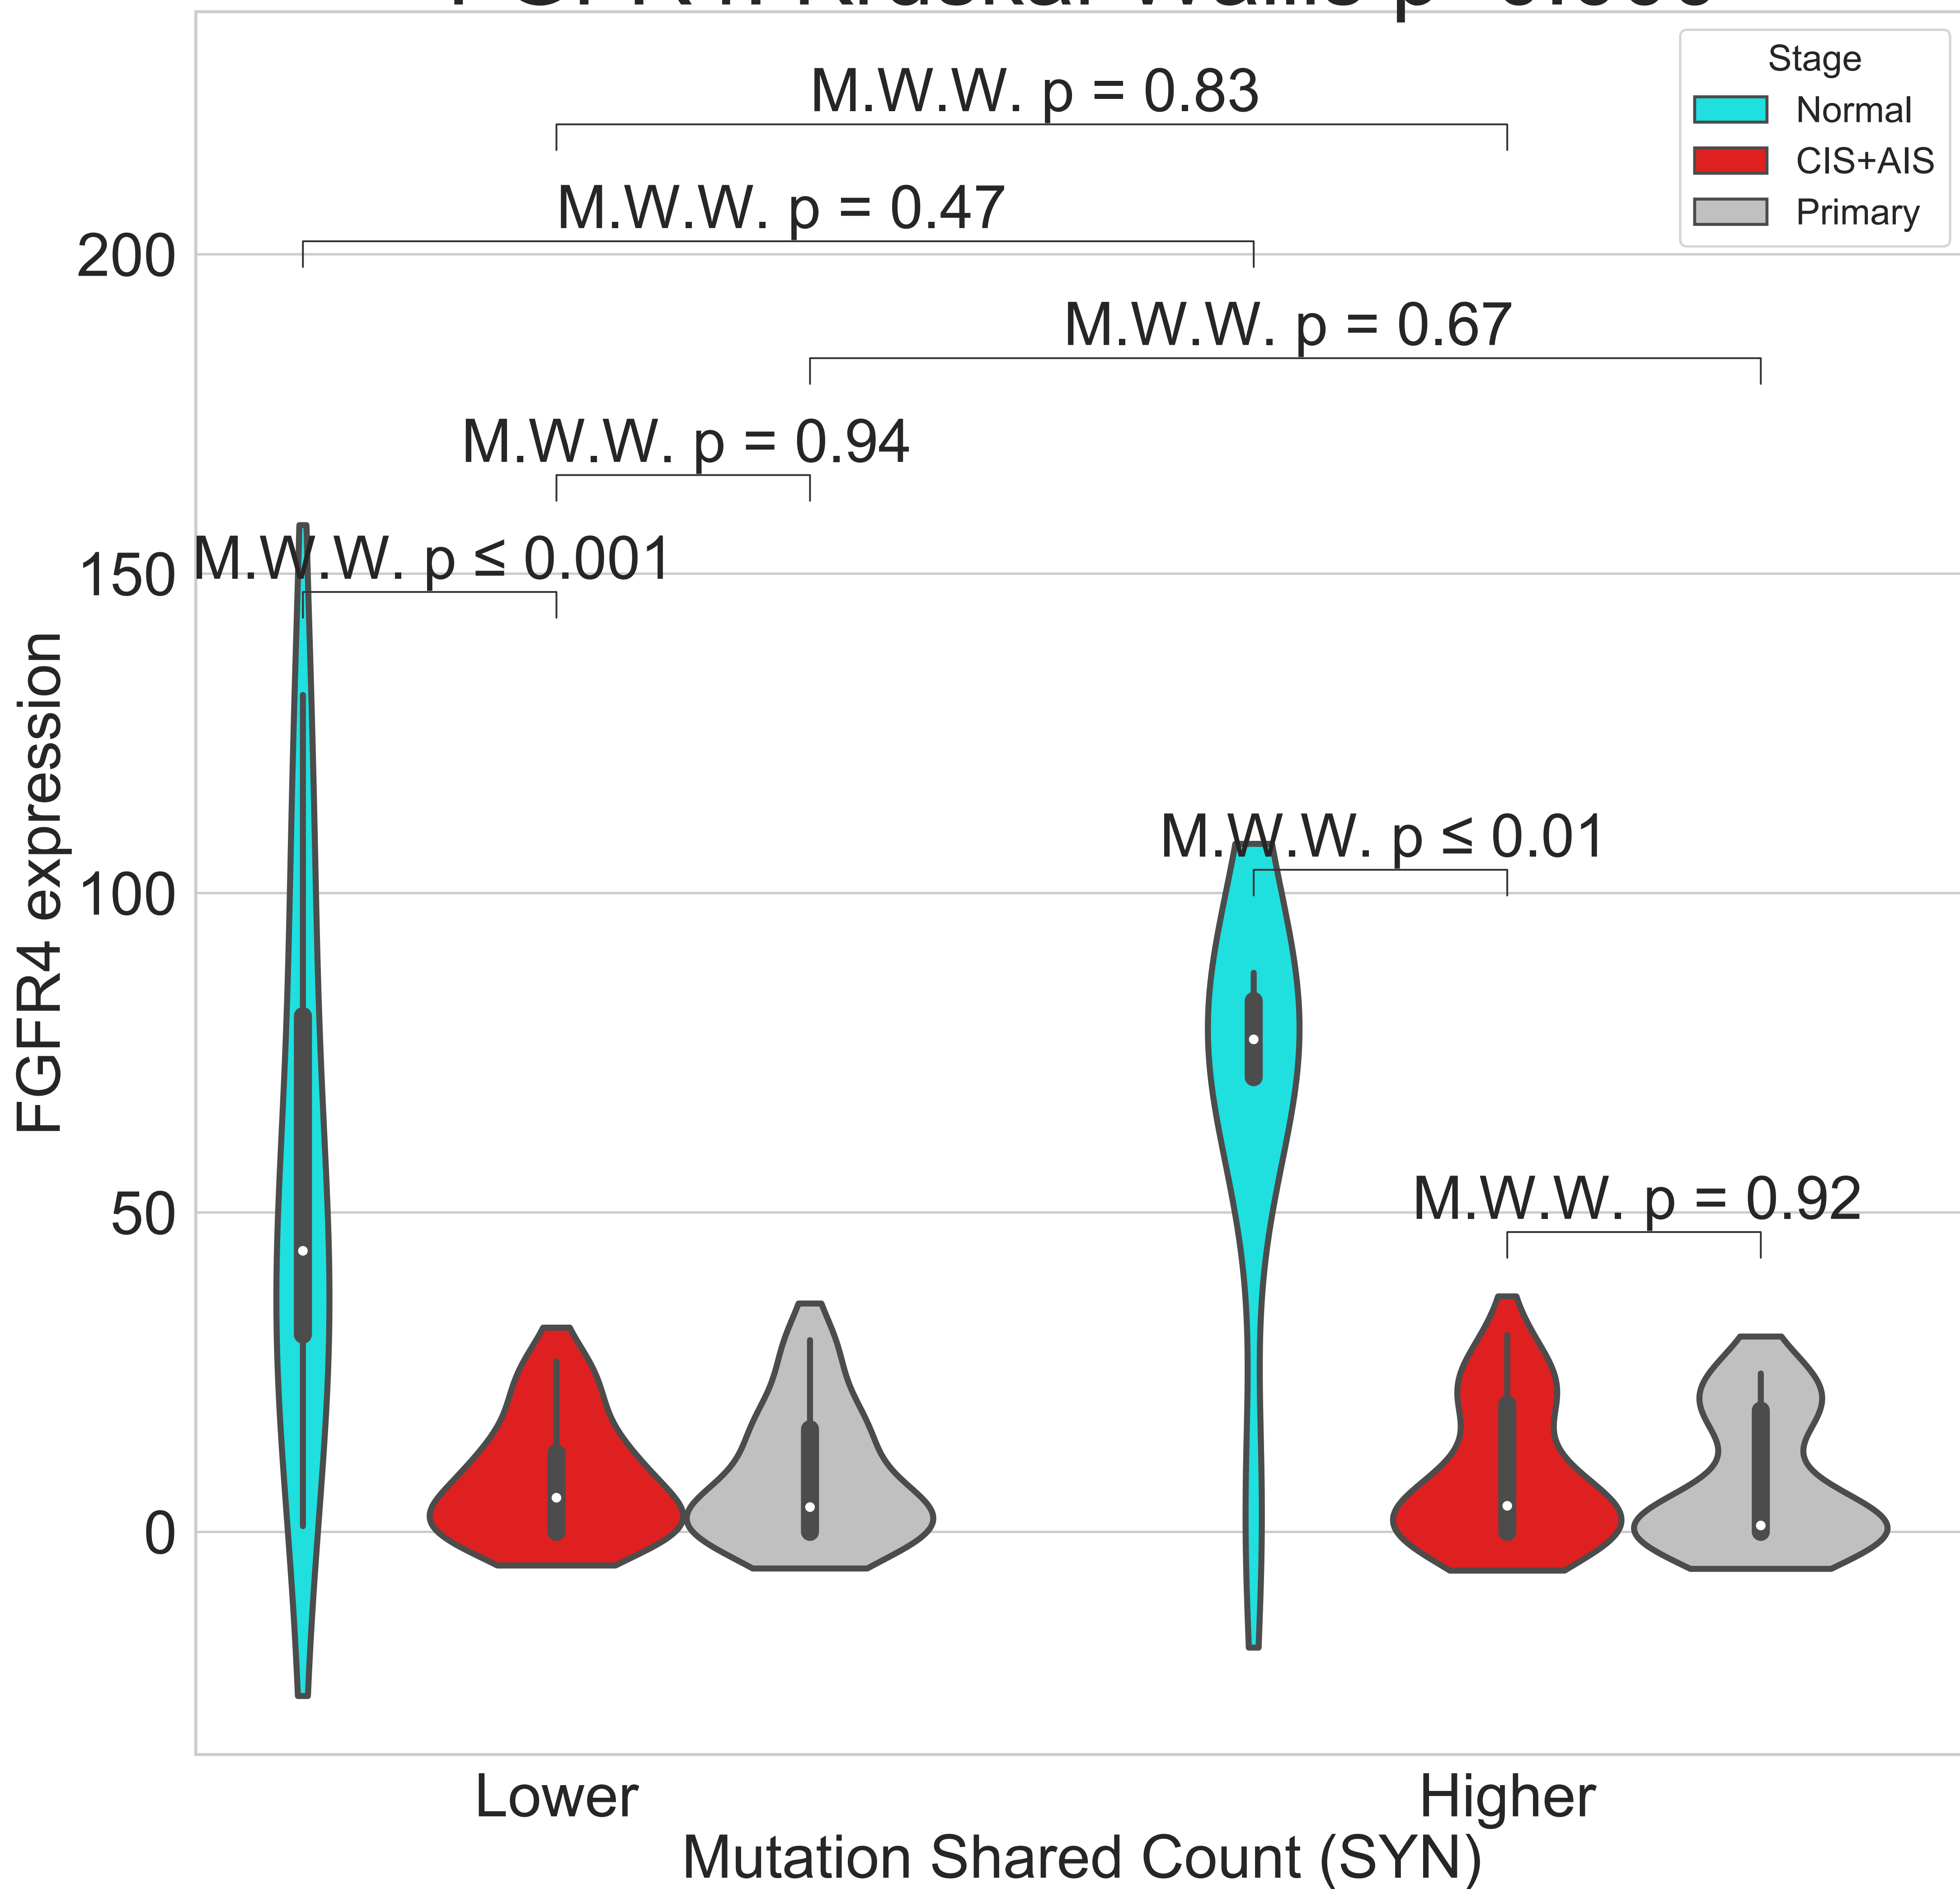 Stage
Normal
CIS+AIS
Primary
M.W.W. p = 0.83
M.W.W. p = 0.47
M.W.W. p = 0.67
M.W.W. p = 0.94
M.W.W. p ≤ 0.001
M.W.W. p ≤ 0.01
M.W.W. p = 0.92
200
150
100
50
0
FGFR4 expression
Lower
Higher
Mutation Shared Count (SYN)